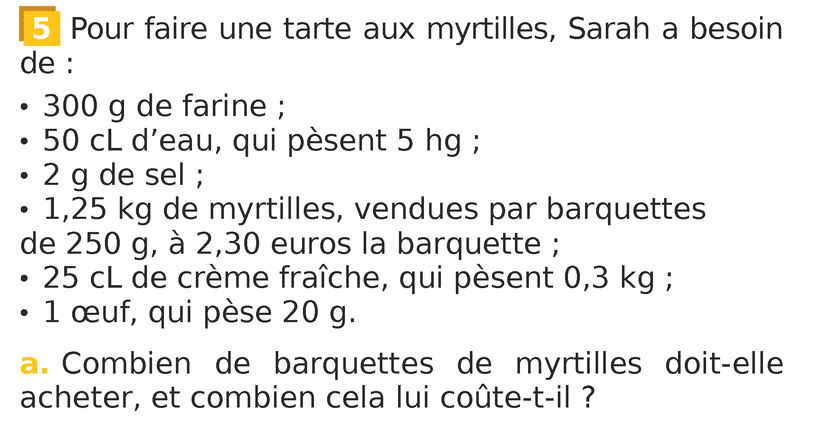 5 Pour faire une tarte aux myrtilles, Sarah a besoin
de :
• 300 g de farine ;
• 50 cL d’eau, qui pèsent 5 hg ;
• 2 g de sel ;
• 1,25 kg de myrtilles, vendues par barquettes
de 250 g, à 2,30 euros la barquette ;
• 25 cL de crème fraîche, qui pèsent 0,3 kg ;
• 1 œuf, qui pèse 20 g.
a. Combien de barquettes de myrtilles doit-elle
acheter, et combien cela lui coûte-t-il ?